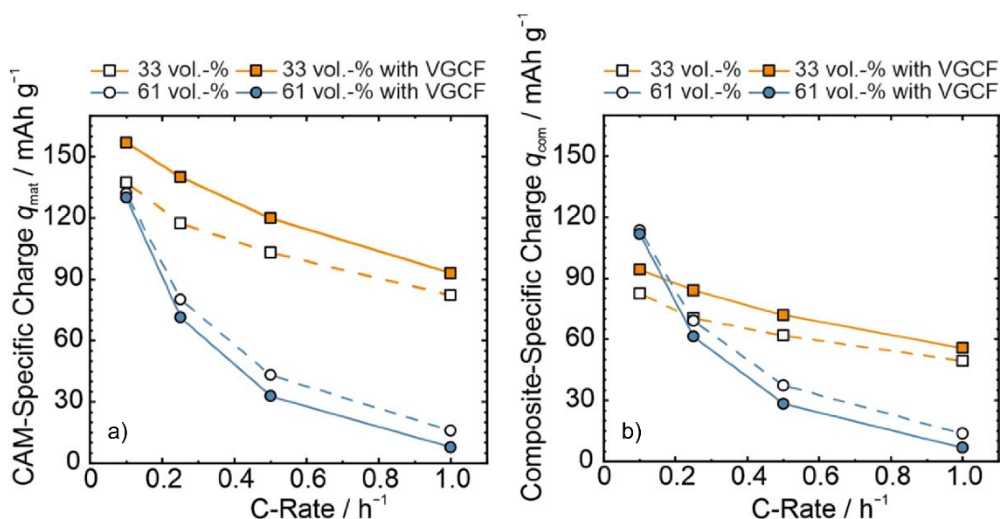 33 vol.-% 33 vol.-% with VGCF
61 vol.-% 61 vol.-% with VGCF
CAM-Specific Charge qmat / mAh g⁻¹
150
120
90
60
30
0
a)
0 0.2 0.4 0.6 0.8 1.0
C-Rate / h⁻¹
33 vol.-% 33 vol.-% with VGCF
61 vol.-% 61 vol.-% with VGCF
Composite-Specific Charge qcom / mAh g⁻¹
150
120
90
60
30
0
b)
0 0.2 0.4 0.6 0.8 1.0
C-Rate / h⁻¹